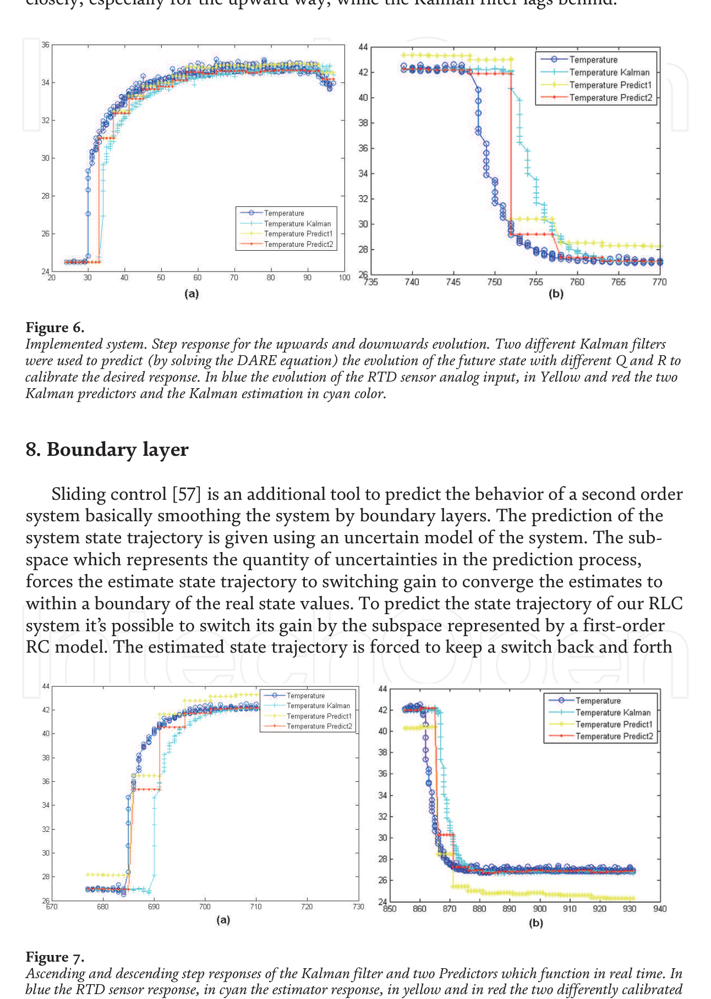 closely, especially for the upward way, while the Kalman filter lags behind.
36
34
32
30
28
26
24
20 30 40 50 60 70 80 90 100
Temperature
Temperature Kalman
Temperature Predict1
Temperature Predict2
(a)
44
42
40
38
36
34
32
30
28
26
735 740 745 750 755 760 765 770
Temperature
Temperature Kalman
Temperature Predict1
Temperature Predict2
(b)
Figure 6.
Implemented system. Step response for the upwards and downwards evolution. Two different Kalman filters
were used to predict (by solving the DARE equation) the evolution of the future state with different Q and R to
calibrate the desired response. In blue the evolution of the RTD sensor analog input, in Yellow and red the two
Kalman predictors and the Kalman estimation in cyan color.
8. Boundary layer
Sliding control [57] is an additional tool to predict the behavior of a second order
system basically smoothing the system by boundary layers. The prediction of the
system state trajectory is given using an uncertain model of the system. The sub-
space which represents the quantity of uncertainties in the prediction process,
forces the estimate state trajectory to switching gain to converge the estimates to
within a boundary of the real state values. To predict the state trajectory of our RLC
system it's possible to switch its gain by the subspace represented by a first-order
RC model. The estimated state trajectory is forced to keep a switch back and forth
IntechOpen
44
42
40
38
36
34
32
30
28
26
670 680 690 700 710 720 730
Temperature
Temperature Kalman
Temperature Predict1
Temperature Predict2
(a)
44
42
40
38
36
34
32
30
28
26
24
850 860 870 880 890 900 910 920 930 940
Temperature
Temperature Kalman
Temperature Predict1
Temperature Predict2
(b)
Figure 7.
Ascending and descending step responses of the Kalman filter and two Predictors which function in real time. In
blue the RTD sensor response, in cyan the estimator response, in yellow and in red the two differently calibrated